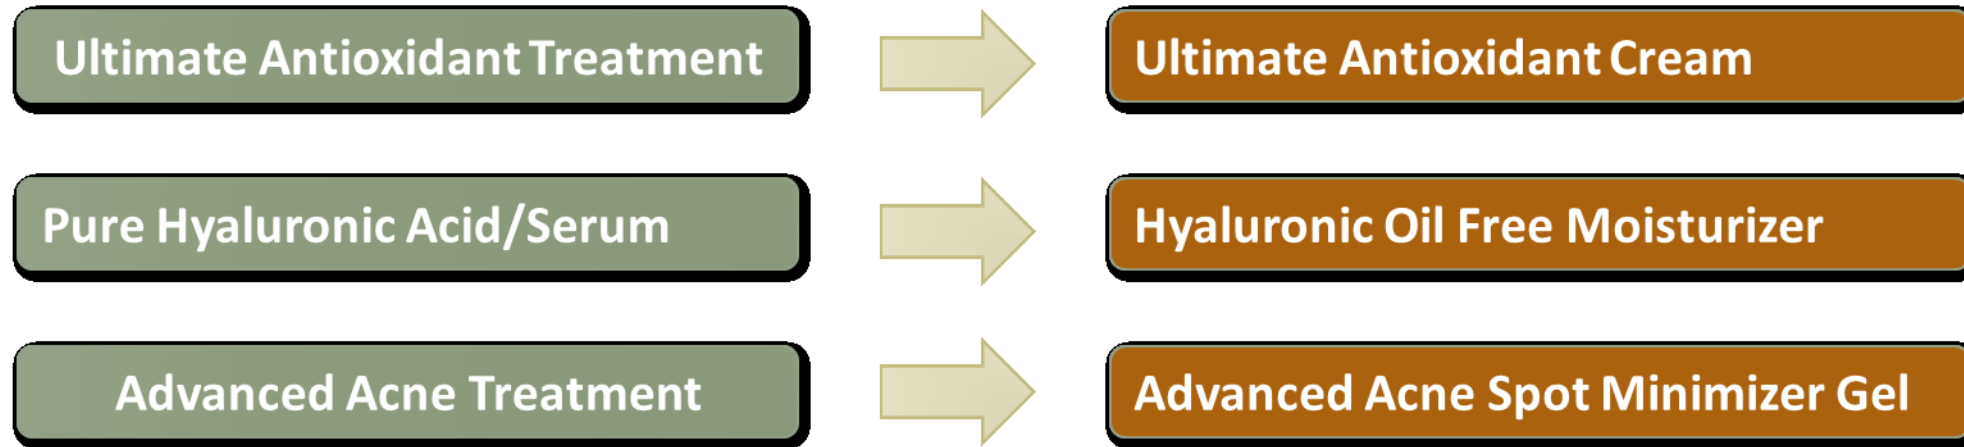 Ultimate Antioxidant Treatment
Ultimate Antioxidant Cream
Pure Hyaluronic Acid/Serum
Hyaluronic Oil Free Moisturizer
Advanced Acne Treatment
Advanced Acne Spot Minimizer Gel